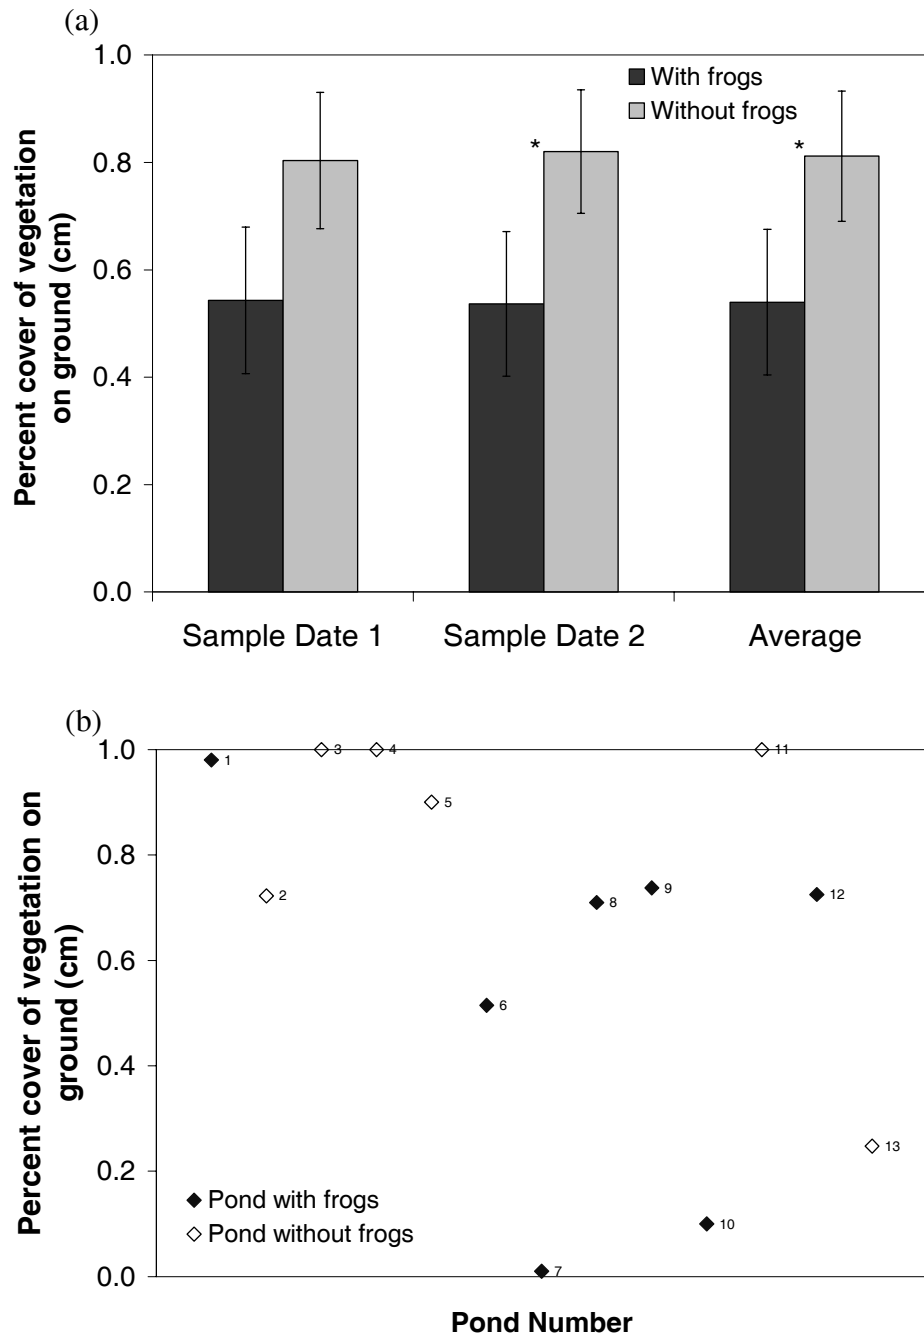 (a)
1.0
0.8
0.6
0.4
0.2
0.0
Percent cover of vegetation
on ground (cm)
With frogs
Without frogs
*
*
Sample Date 1
Sample Date 2
Average
(b)
1.0
0.8
0.6
0.4
0.2
0.0
Percent cover of vegetation on
ground (cm)
1
2
3
4
5
6
7
8
9
10
11
12
13
Pond with frogs
Pond without frogs
Pond Number